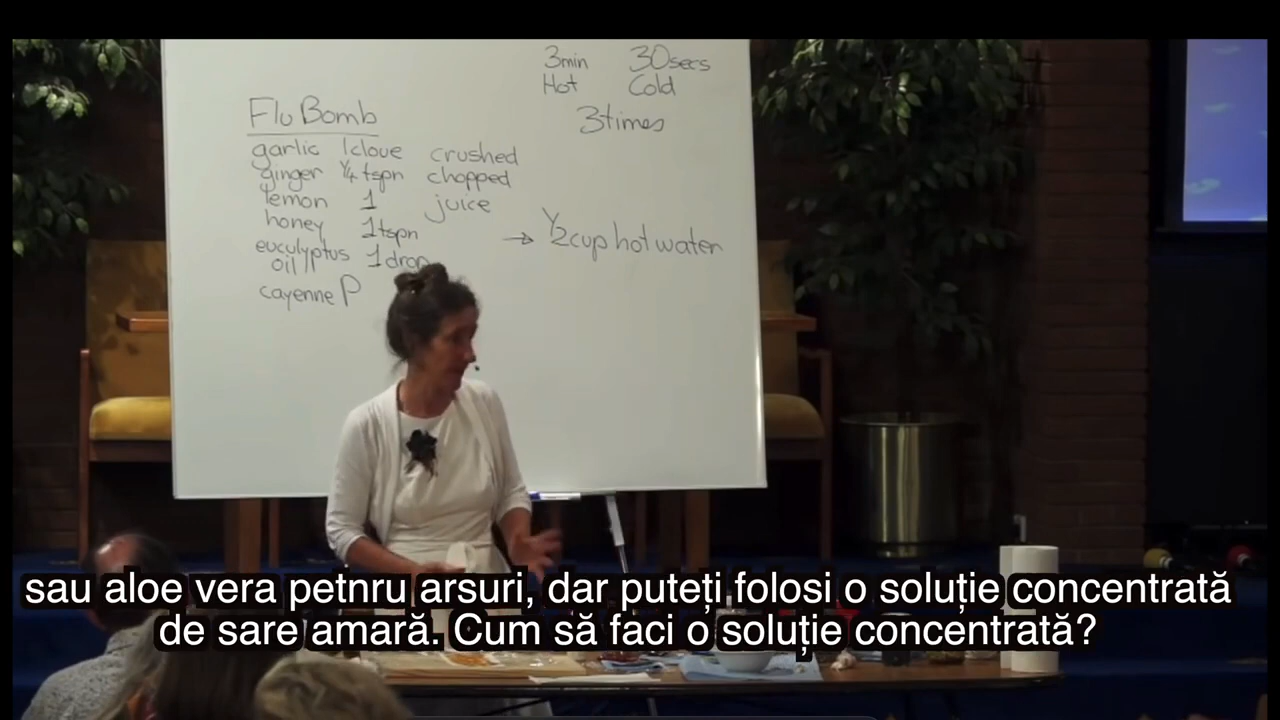 3min 30secs
Hot Cold
3times
Flu Bomb
garlic 1clove crushed
ginger 1/4 tspn chopped
lemon 1 juice
honey 1tspn
euculyptus 1drop
oil
→ 1/2cup hot water
cayenne P
sau aloe vera petnru arsuri, dar puteți folosi o soluție concentrată
de sare amară. Cum să faci o soluție concentrată?